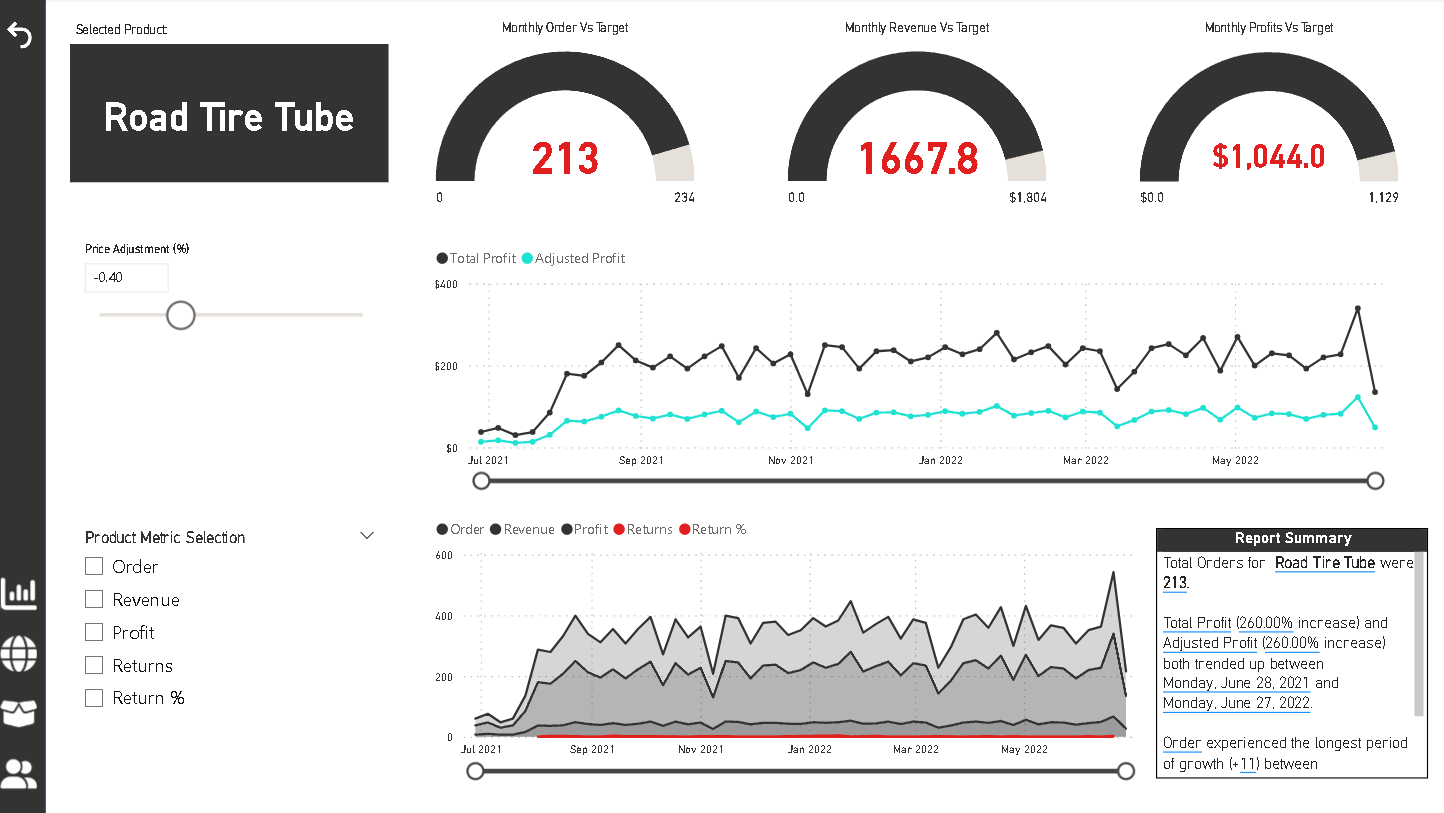 Selected Product
Road Tire Tube
Monthly Order Vs Target
213
0
234
Monthly Revenue Vs Target
1667.8
0.0
$1,804
Monthly Profits Vs Target
$1,044.0
$0.0
1,129
Price Adjustment (%)
-0.40
Total Profit Adjusted Profit
$400
$200
$0
Jul 2021 Sep 2021 Nov 2021 Jan 2022 Mar 2022 May 2022
Product Metric Selection
Order
Revenue
Profit
Returns
Return %
Order Revenue Profit Returns Return %
600
400
200
0
Jul 2021 Sep 2021 Nov 2021 Jan 2022 Mar 2022 May 2022
Report Summary
Total Orders for Road Tire Tube were
213.
Total Profit (260.00% increase) and
Adjusted Profit (260.00% increase)
both trended up between
Monday, June 28, 2021 and
Monday, June 27, 2022.
Order experienced the longest period
of growth (+11) between